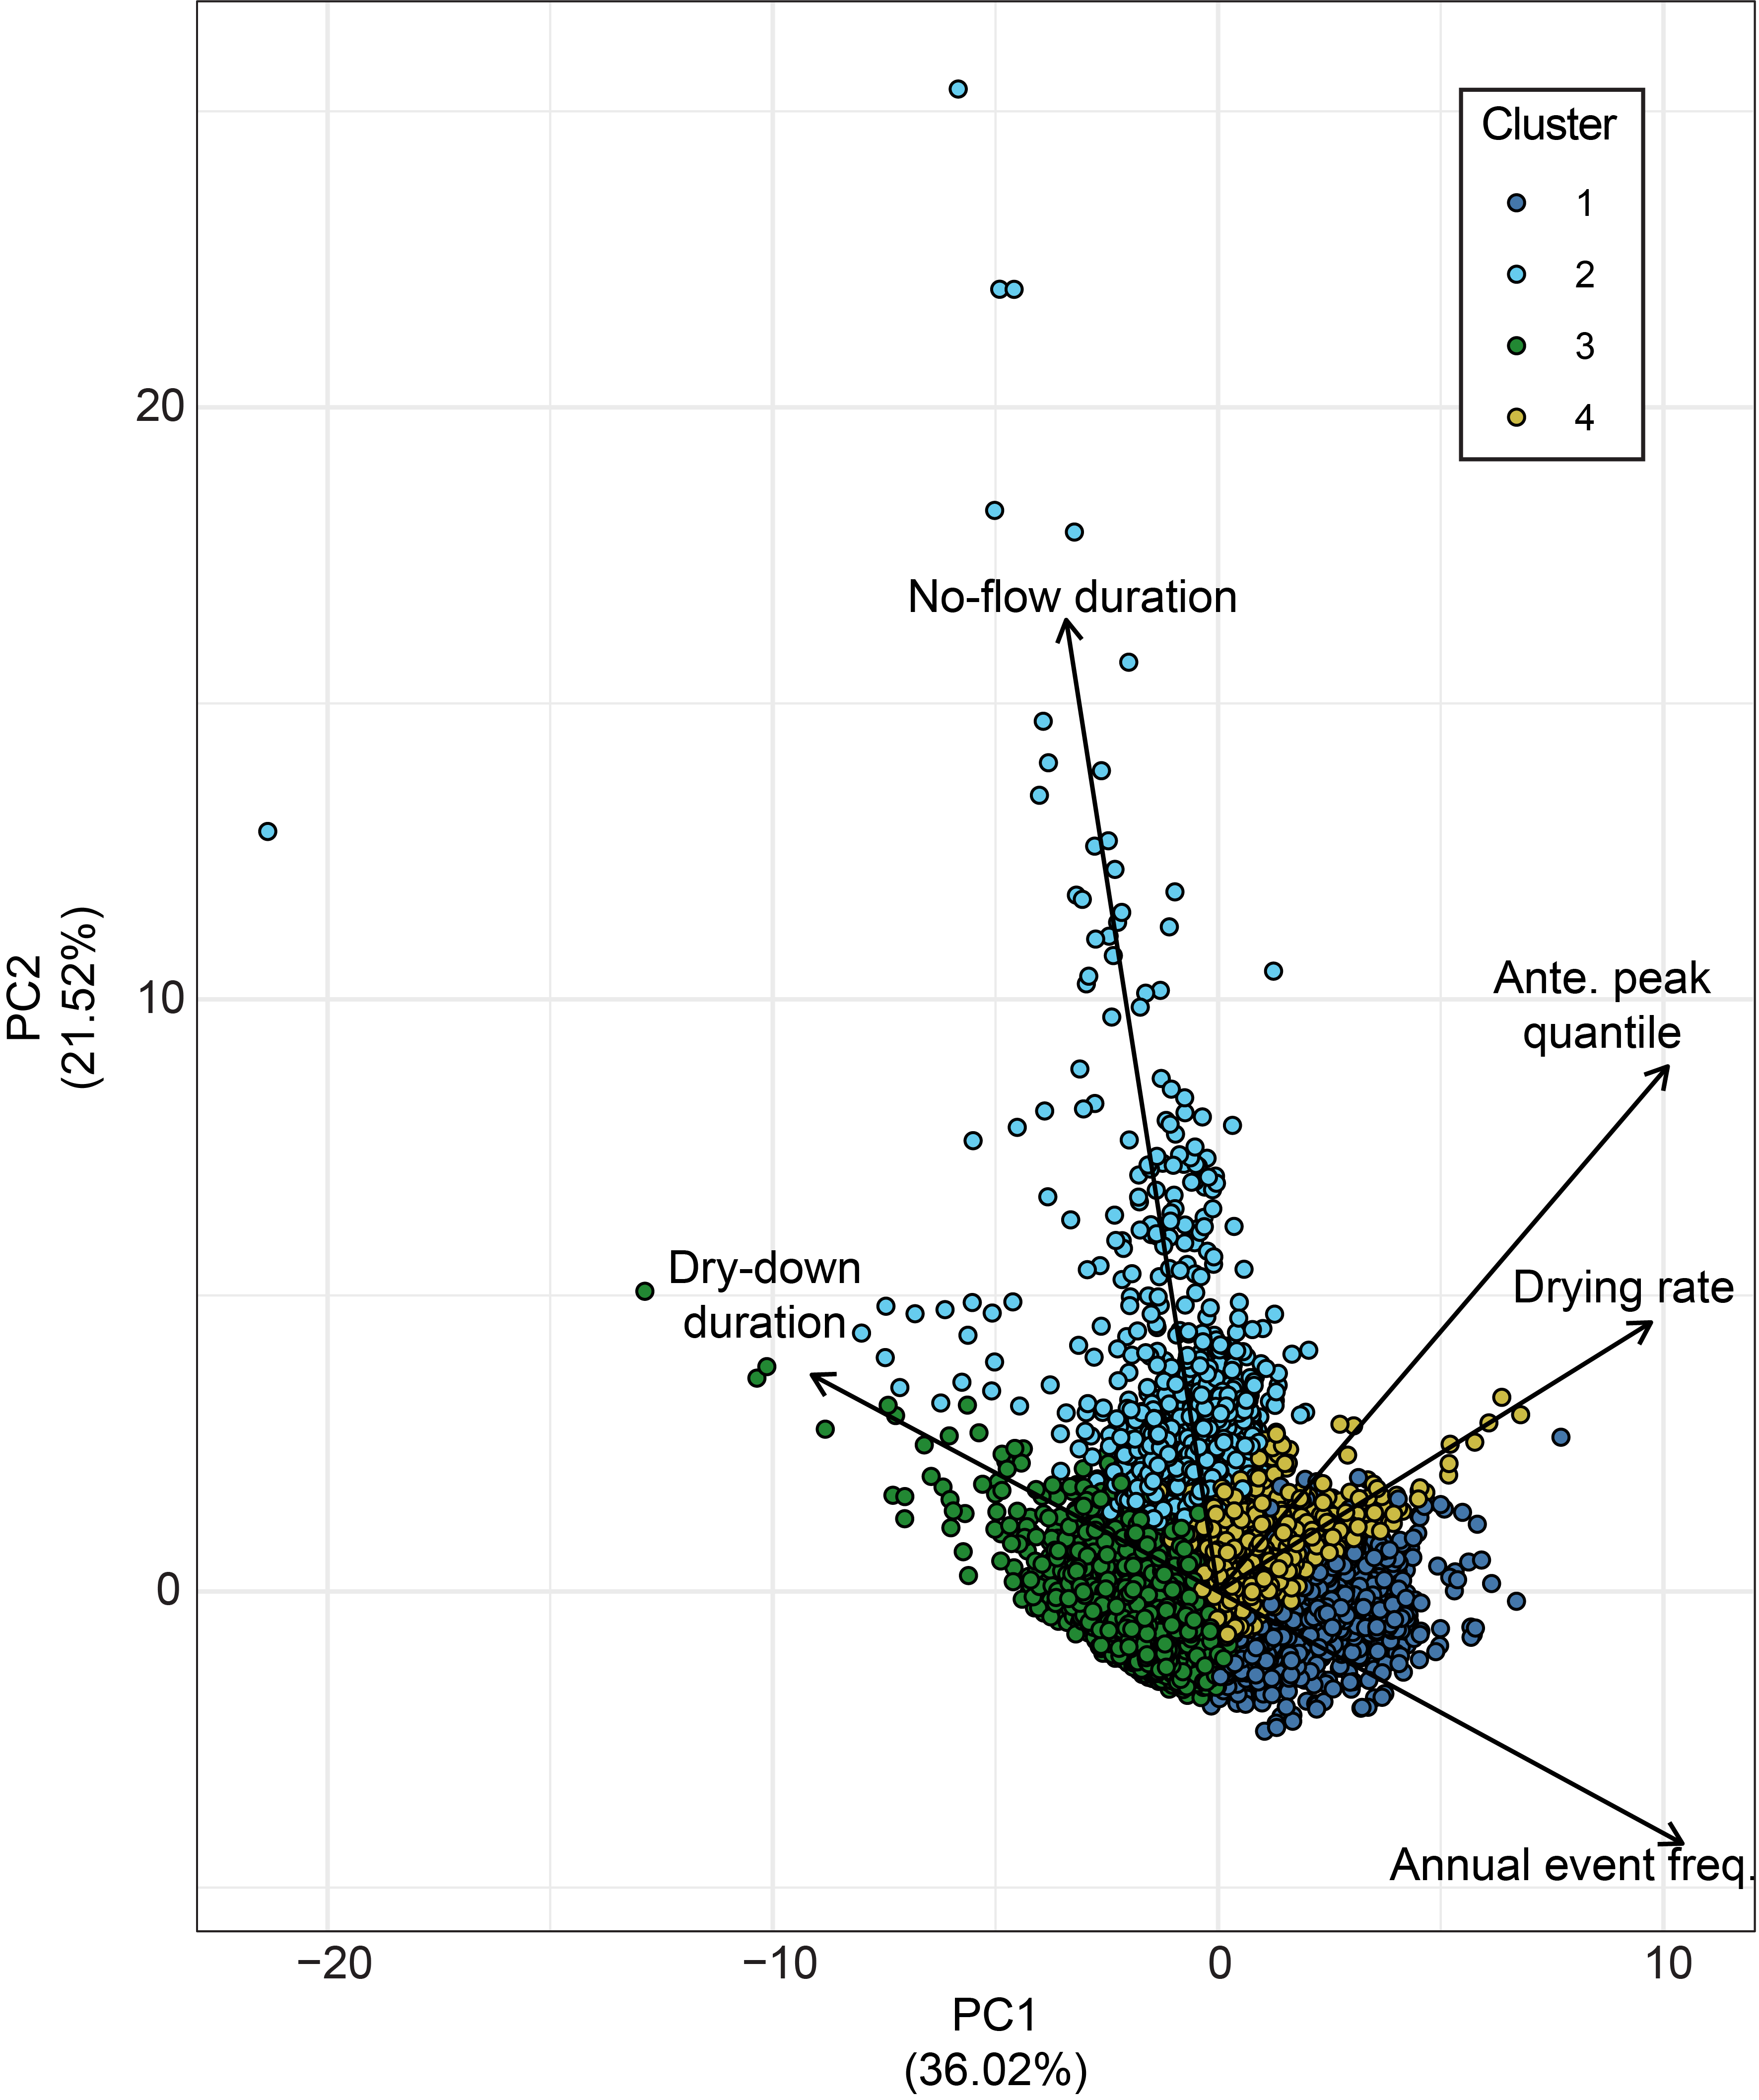 Cluster
1
2
3
4
20
10
0
PC2
(21.52%)
No-flow duration
Ante. peak
quantile
Drying rate
Dry-down
duration
Annual event freq.
−20
−10
0
10
PC1
(36.02%)